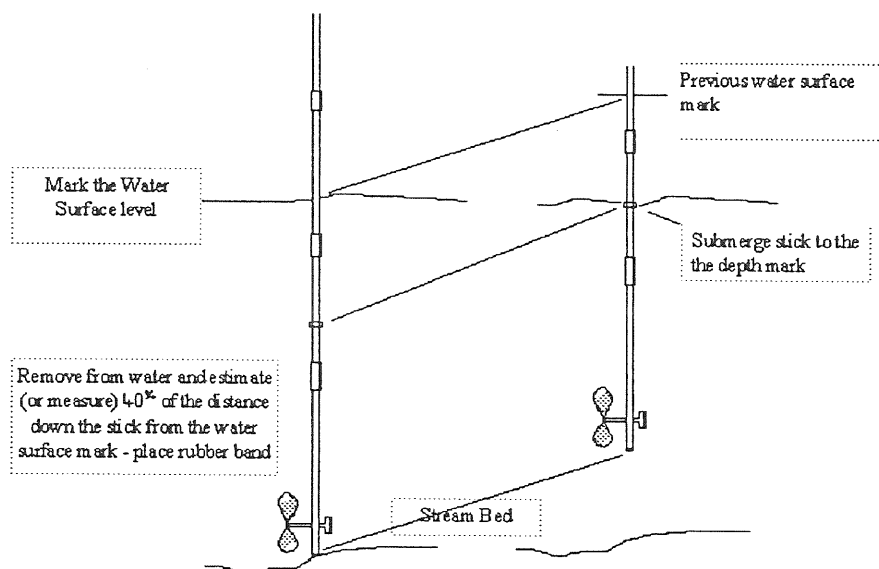 Previous water surface
mark
Mark the Water
Surface level
Submerge stick to the
the depth mark
Remove from water and estimate
(or measure) 40% of the distance
down the stick from the water
surface mark - place rubber band
Stream Bed